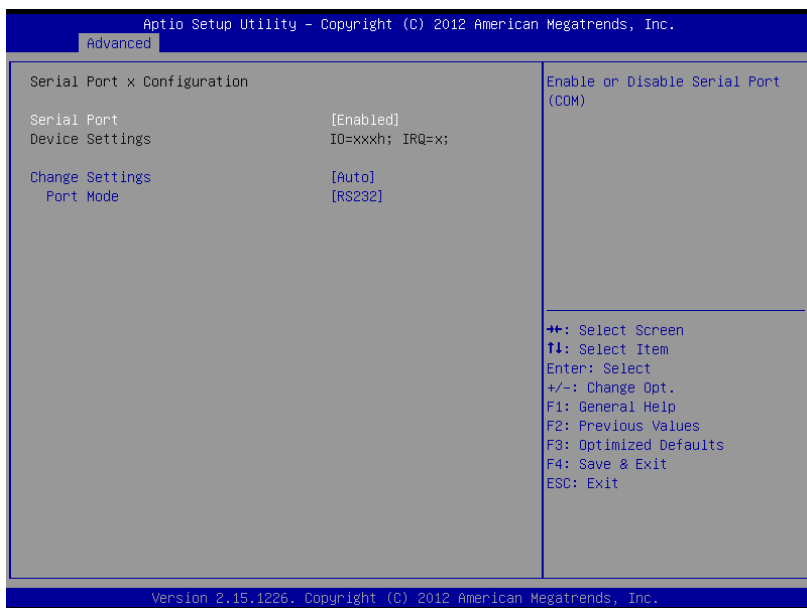 Aptio Setup Utility – Copyright (C) 2012 American Megatrends, Inc.
Advanced
Serial Port x Configuration
Serial Port [Enabled]
Device Settings IO=xxxh; IRQ=x;
Change Settings [Auto]
Port Mode [RS232]
Enable or Disable Serial Port
(COM)
→←: Select Screen
↑↓: Select Item
Enter: Select
+/-: Change Opt.
F1: General Help
F2: Previous Values
F3: Optimized Defaults
F4: Save & Exit
ESC: Exit
Version 2.15.1226. Copyright (C) 2012 American Megatrends, Inc.